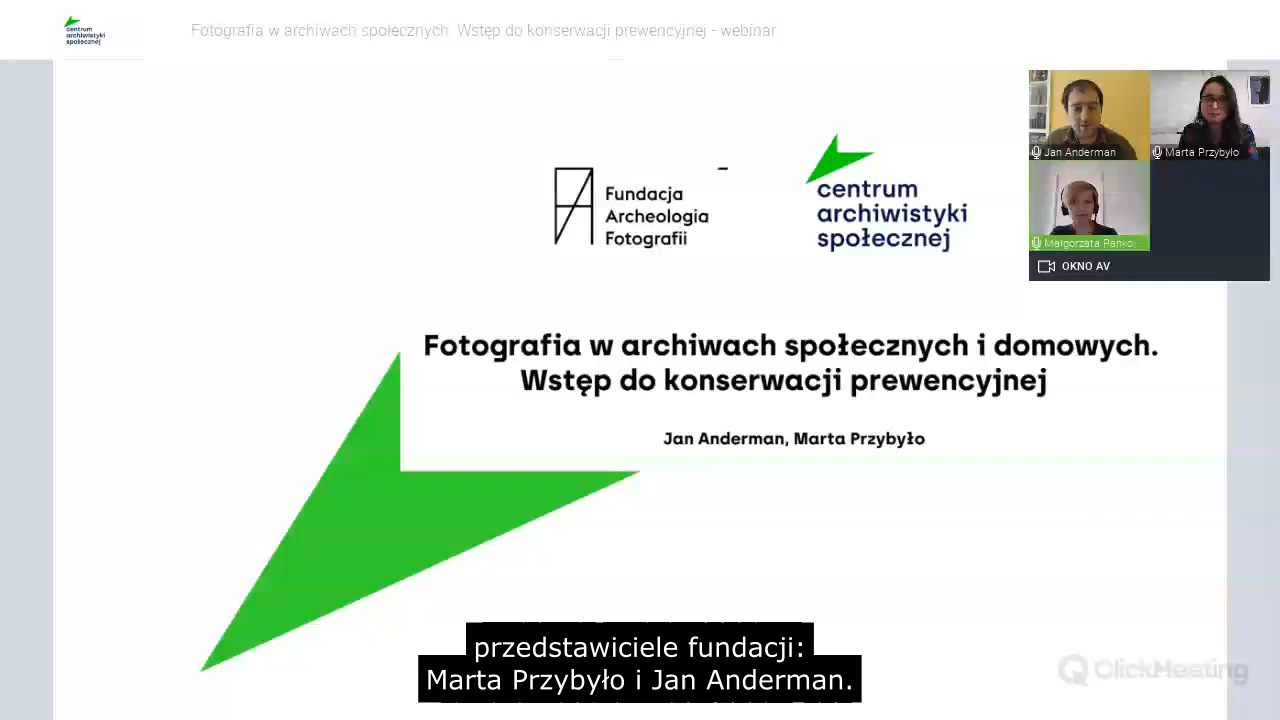 centrum
archiwistyki
społecznej
Fotografia w archiwach społecznych. Wstęp do konserwacji prewencyjnej - webinar
Jan Anderman
Marta Przybyło
Małgorzata Pańko,...
OKNO AV
Fundacja
Archeologia
Fotografii
centrum
archiwistyki
społecznej
Fotografia w archiwach społecznych i domowych.
Wstęp do konserwacji prewencyjnej
Jan Anderman, Marta Przybyło
przedstawiciele fundacji:
Marta Przybyło i Jan Anderman.
ClickMeeting